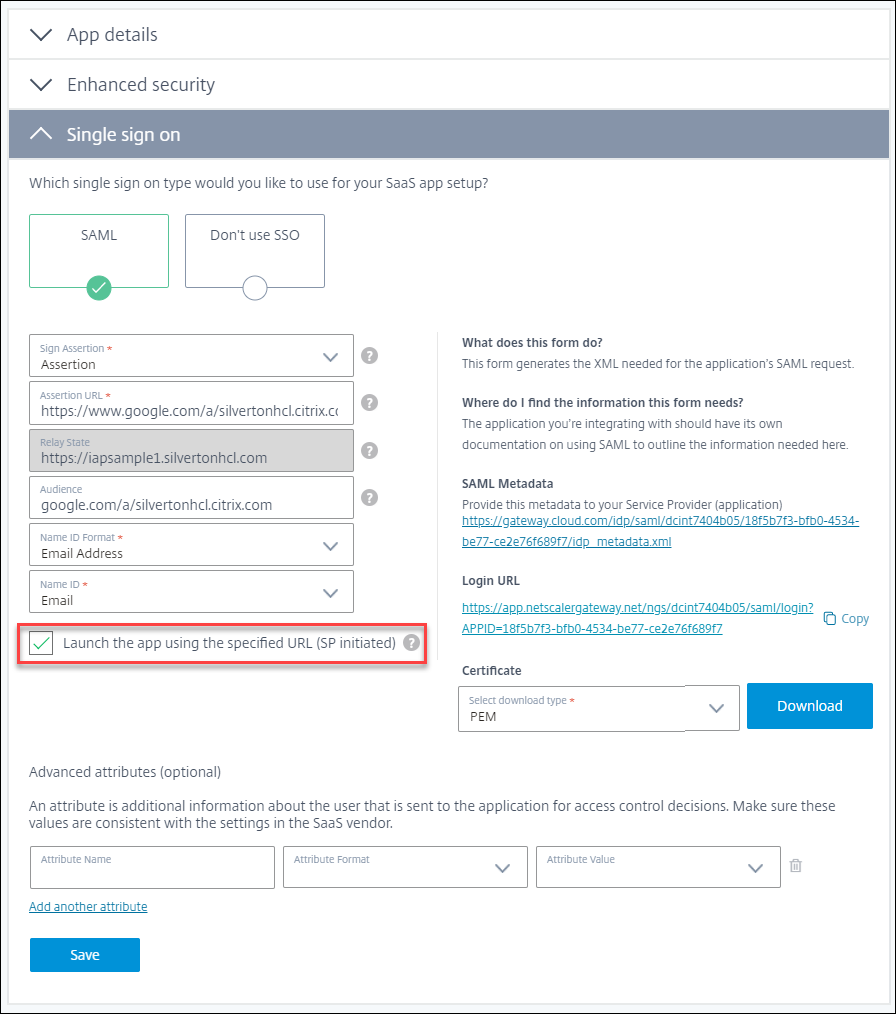 App details
Enhanced security
Single sign on
Which single sign on type would you like to use for your SaaS app setup?
SAML
Don't use SSO
Sign Assertion *
Assertion
?
Assertion URL *
https://www.google.com/a/silvertonhcl.citrix.co
?
Relay State
https://iapsample1.silvertonhcl.com
?
Audience
google.com/a/silvertonhcl.citrix.com
?
Name ID Format *
Email Address
Name ID *
Email
Launch the app using the specified URL (SP initiated)
?
What does this form do?
This form generates the XML needed for the application's SAML request.
Where do I find the information this form needs?
The application you're integrating with should have its own
documentation on using SAML to outline the information needed here.
SAML Metadata
Provide this metadata to your Service Provider (application)
https://gateway.cloud.com/idp/saml/dcint7404b05/18f5b7f3-bfb0-4534-
be77-ce2e76f689f7/idp_metadata.xml
Login URL
https://app.netscalergateway.net/ngs/dcint7404b05/saml/login?
APPID=18f5b7f3-bfb0-4534-be77-ce2e76f689f7
Copy
Certificate
Select download type *
PEM
Download
Advanced attributes (optional)
An attribute is additional information about the user that is sent to the application for access control decisions. Make sure these
values are consistent with the settings in the SaaS vendor.
Attribute Name
Attribute Format
Attribute Value
Add another attribute
Save